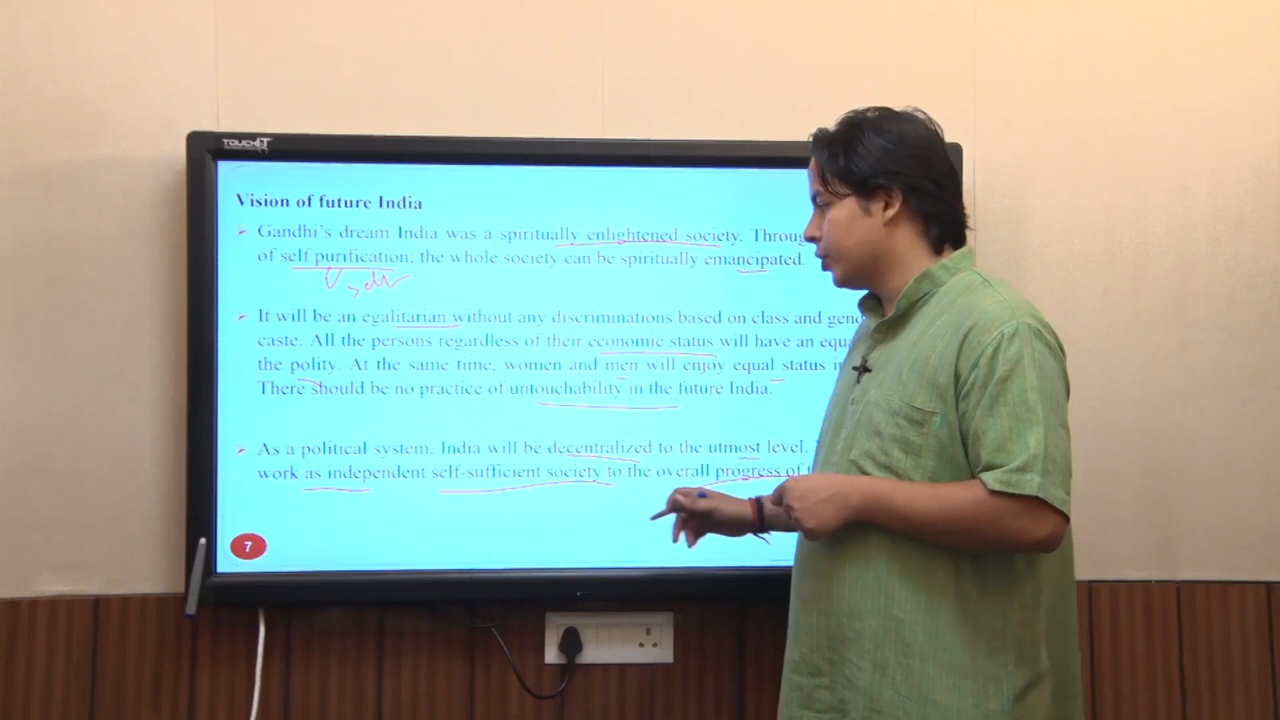 TOUCHIT
Vision of future India
➢ Gandhi's dream India was a spiritually enlightened society.
of self purification; the whole society can be spiritually emancipated.
➢ It will be an egalitarian without any discriminations based on class and
caste. All the persons regardless of their economic status will have an
the polity. At the same time, women and men will enjoy equal status
There should be no practice of untouchability in the future India.
➢ As a political system, India will be decentralized to the utmost level.
work as independent self-sufficient society to the overall progress of
7